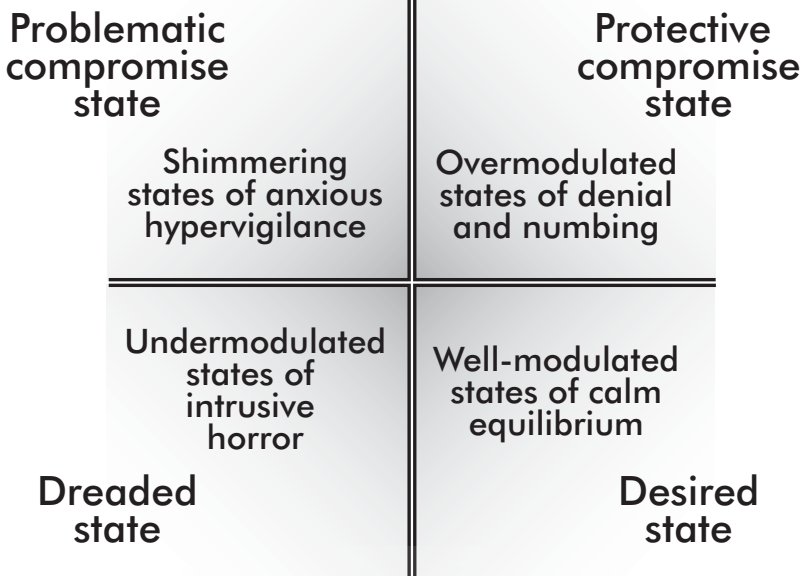 Problematic
compromise
state
Protective
compromise
state
Shimmering
states of anxious
hypervigilance
Overmodulated
states of denial
and numbing
Undermodulated
states of
intrusive
horror
Well-modulated
states of calm
equilibrium
Dreaded
state
Desired
state